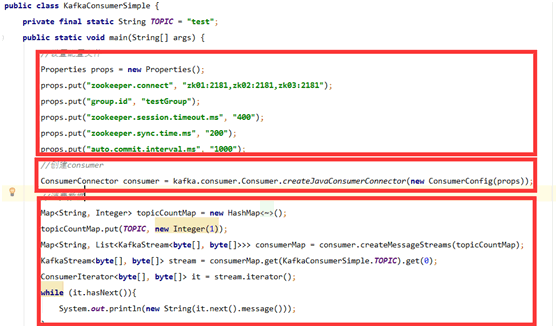 public class KafkaConsumerSimple {
private final static String TOPIC = "test";
public static void main(String[] args) {
Properties props = new Properties();
props.put("zookeeper.connect", "zk01:2181,zk02:2181,zk03:2181");
props.put("group.id", "testGroup");
props.put("zookeeper.session.timeout.ms", "400");
props.put("zookeeper.sync.time.ms", "200");
props.put("auto.commit.interval.ms", "1000");
//创建consumer
ConsumerConnector consumer = kafka.consumer.Consumer.createJavaConsumerConnector(new ConsumerConfig(props));
Map<String, Integer> topicCountMap = new HashMap<~>();
topicCountMap.put(TOPIC, new Integer(1));
Map<String, List<KafkaStream<byte[], byte[]>>> consumerMap = consumer.createMessageStreams(topicCountMap);
KafkaStream<byte[], byte[]> stream = consumerMap.get(KafkaConsumerSimple.TOPIC).get(0);
ConsumerIterator<byte[], byte[]> it = stream.iterator();
while (it.hasNext()){
System.out.println(new String(it.next().message()));